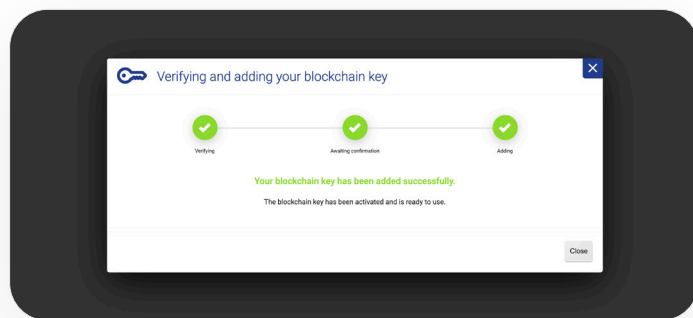 Verifying and adding your blockchain key
Verifying
Awaiting confirmation
Adding
Your blockchain key has been added successfully.
The blockchain key has been activated and is ready to use.
Close